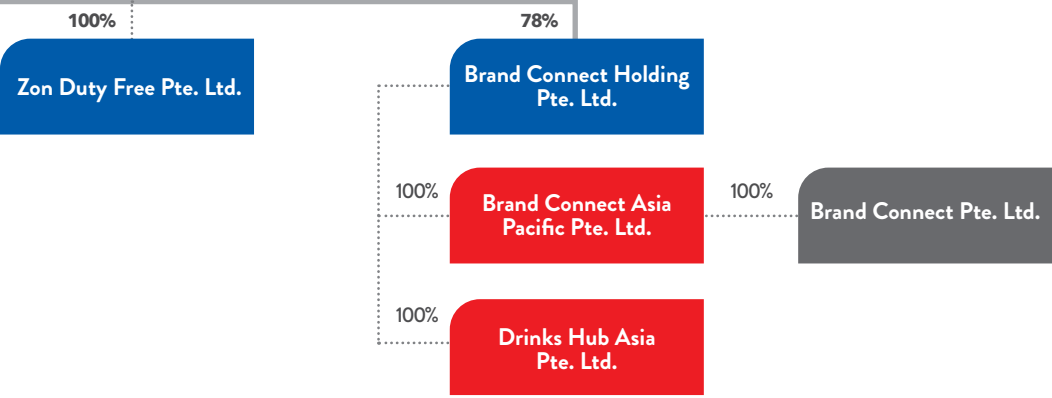 100%
78%
Zon Duty Free Pte. Ltd.
Brand Connect Holding
Pte. Ltd.
100%
Brand Connect Asia
Pacific Pte. Ltd.
100%
Brand Connect Pte. Ltd.
100%
Drinks Hub Asia
Pte. Ltd.